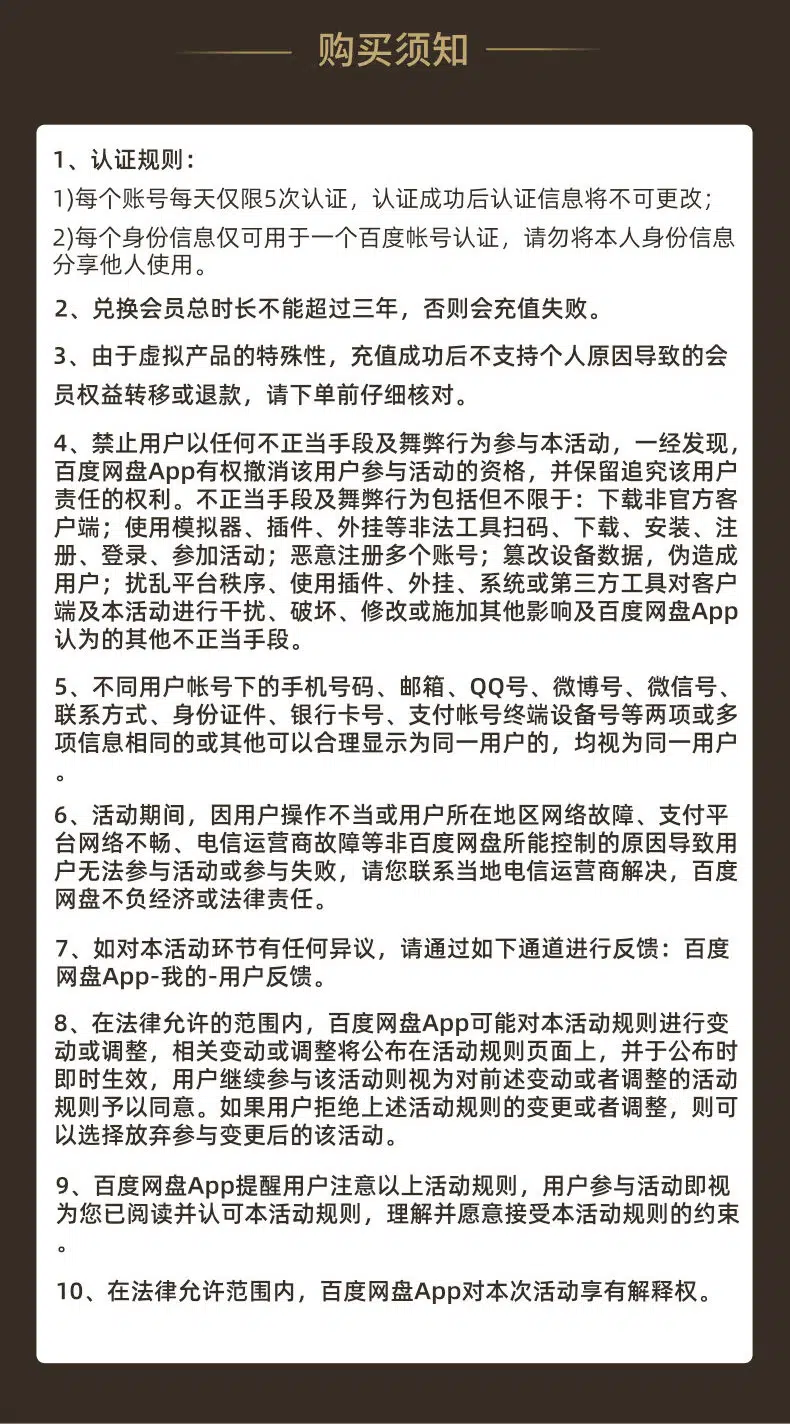 购买须知
1、认证规则：
1)每个账号每天仅限5次认证，认证成功后认证信息将不可更改；
2)每个身份信息仅可用于一个百度帐号认证，请勿将本人身份信息
分享他人使用。
2、兑换会员总时长不能超过三年，否则会充值失败。
3、由于虚拟产品的特殊性，充值成功后不支持个人原因导致的会
员权益转移或退款，请下单前仔细核对。
4、禁止用户以任何不正当手段及舞弊行为参与本活动，一经发现，
百度网盘App有权撤消该用户参与活动的资格，并保留追究该用户
责任的权利。不正当手段及舞弊行为包括但不限于：下载非官方客
户端；使用模拟器、插件、外挂等非法工具扫码、下载、安装、注
册、登录、参加活动；恶意注册多个账号；篡改设备数据，伪造成
用户；扰乱平台秩序、使用插件、外挂、系统或第三方工具对客户
端及本活动进行干扰、破坏、修改或施加其他影响及百度网盘App
认为的其他不正当手段。
5、不同用户帐号下的手机号码、邮箱、QQ号、微博号、微信号、
联系方式、身份证件、银行卡号、支付帐号终端设备号等两项或多
项信息相同的或其他可以合理显示为同一用户的，均视为同一用户
。
6、活动期间，因用户操作不当或用户所在地区网络故障、支付平
台网络不畅、电信运营商故障等非百度网盘所能控制的原因导致用
户无法参与活动或参与失败，请您联系当地电信运营商解决，百度
网盘不负经济或法律责任。
7、如对本活动环节有任何异议，请通过如下通道进行反馈：百度
网盘App-我的-用户反馈。
8、在法律允许的范围内，百度网盘App可能对本活动规则进行变
动或调整，相关变动或调整将公布在活动规则页面上，并于公布时
即时生效，用户继续参与该活动则视为对前述变动或者调整的活动
规则予以同意。如果用户拒绝上述活动规则的变更或者调整，则可
以选择放弃参与变更后的该活动。
9、百度网盘App提醒用户注意以上活动规则，用户参与活动即视
为您已阅读并认可本活动规则，理解并愿意接受本活动规则的约束
。
10、在法律允许范围内，百度网盘App对本次活动享有解释权。